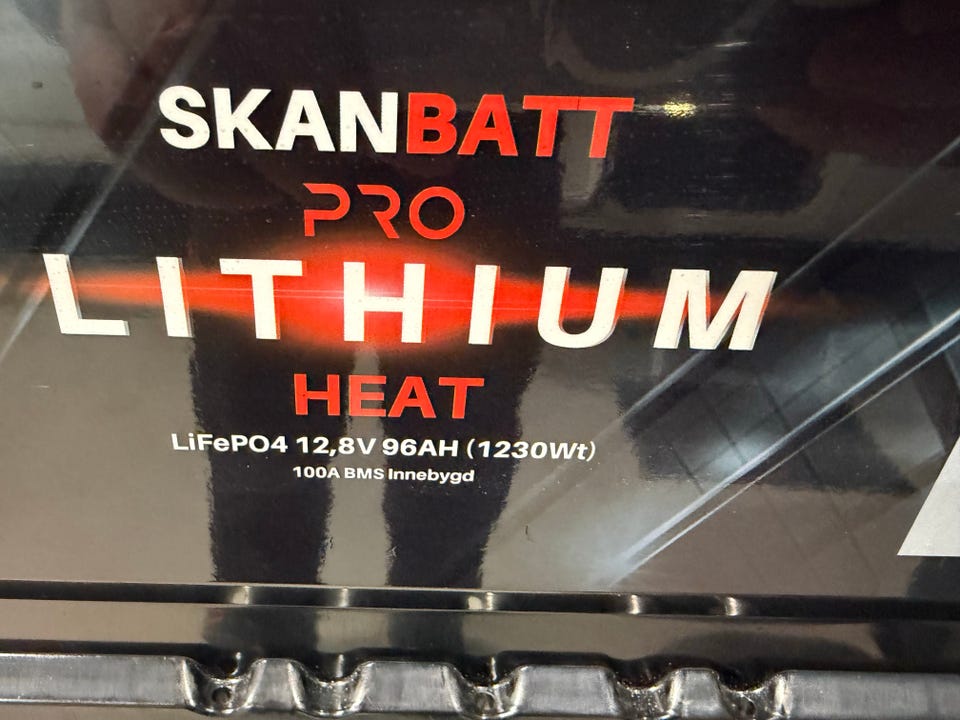 SKANBATT
PRO
LITHIUM
HEAT
LiFePO4 12,8V 96AH (1230Wt)
100A BMS Innebygd